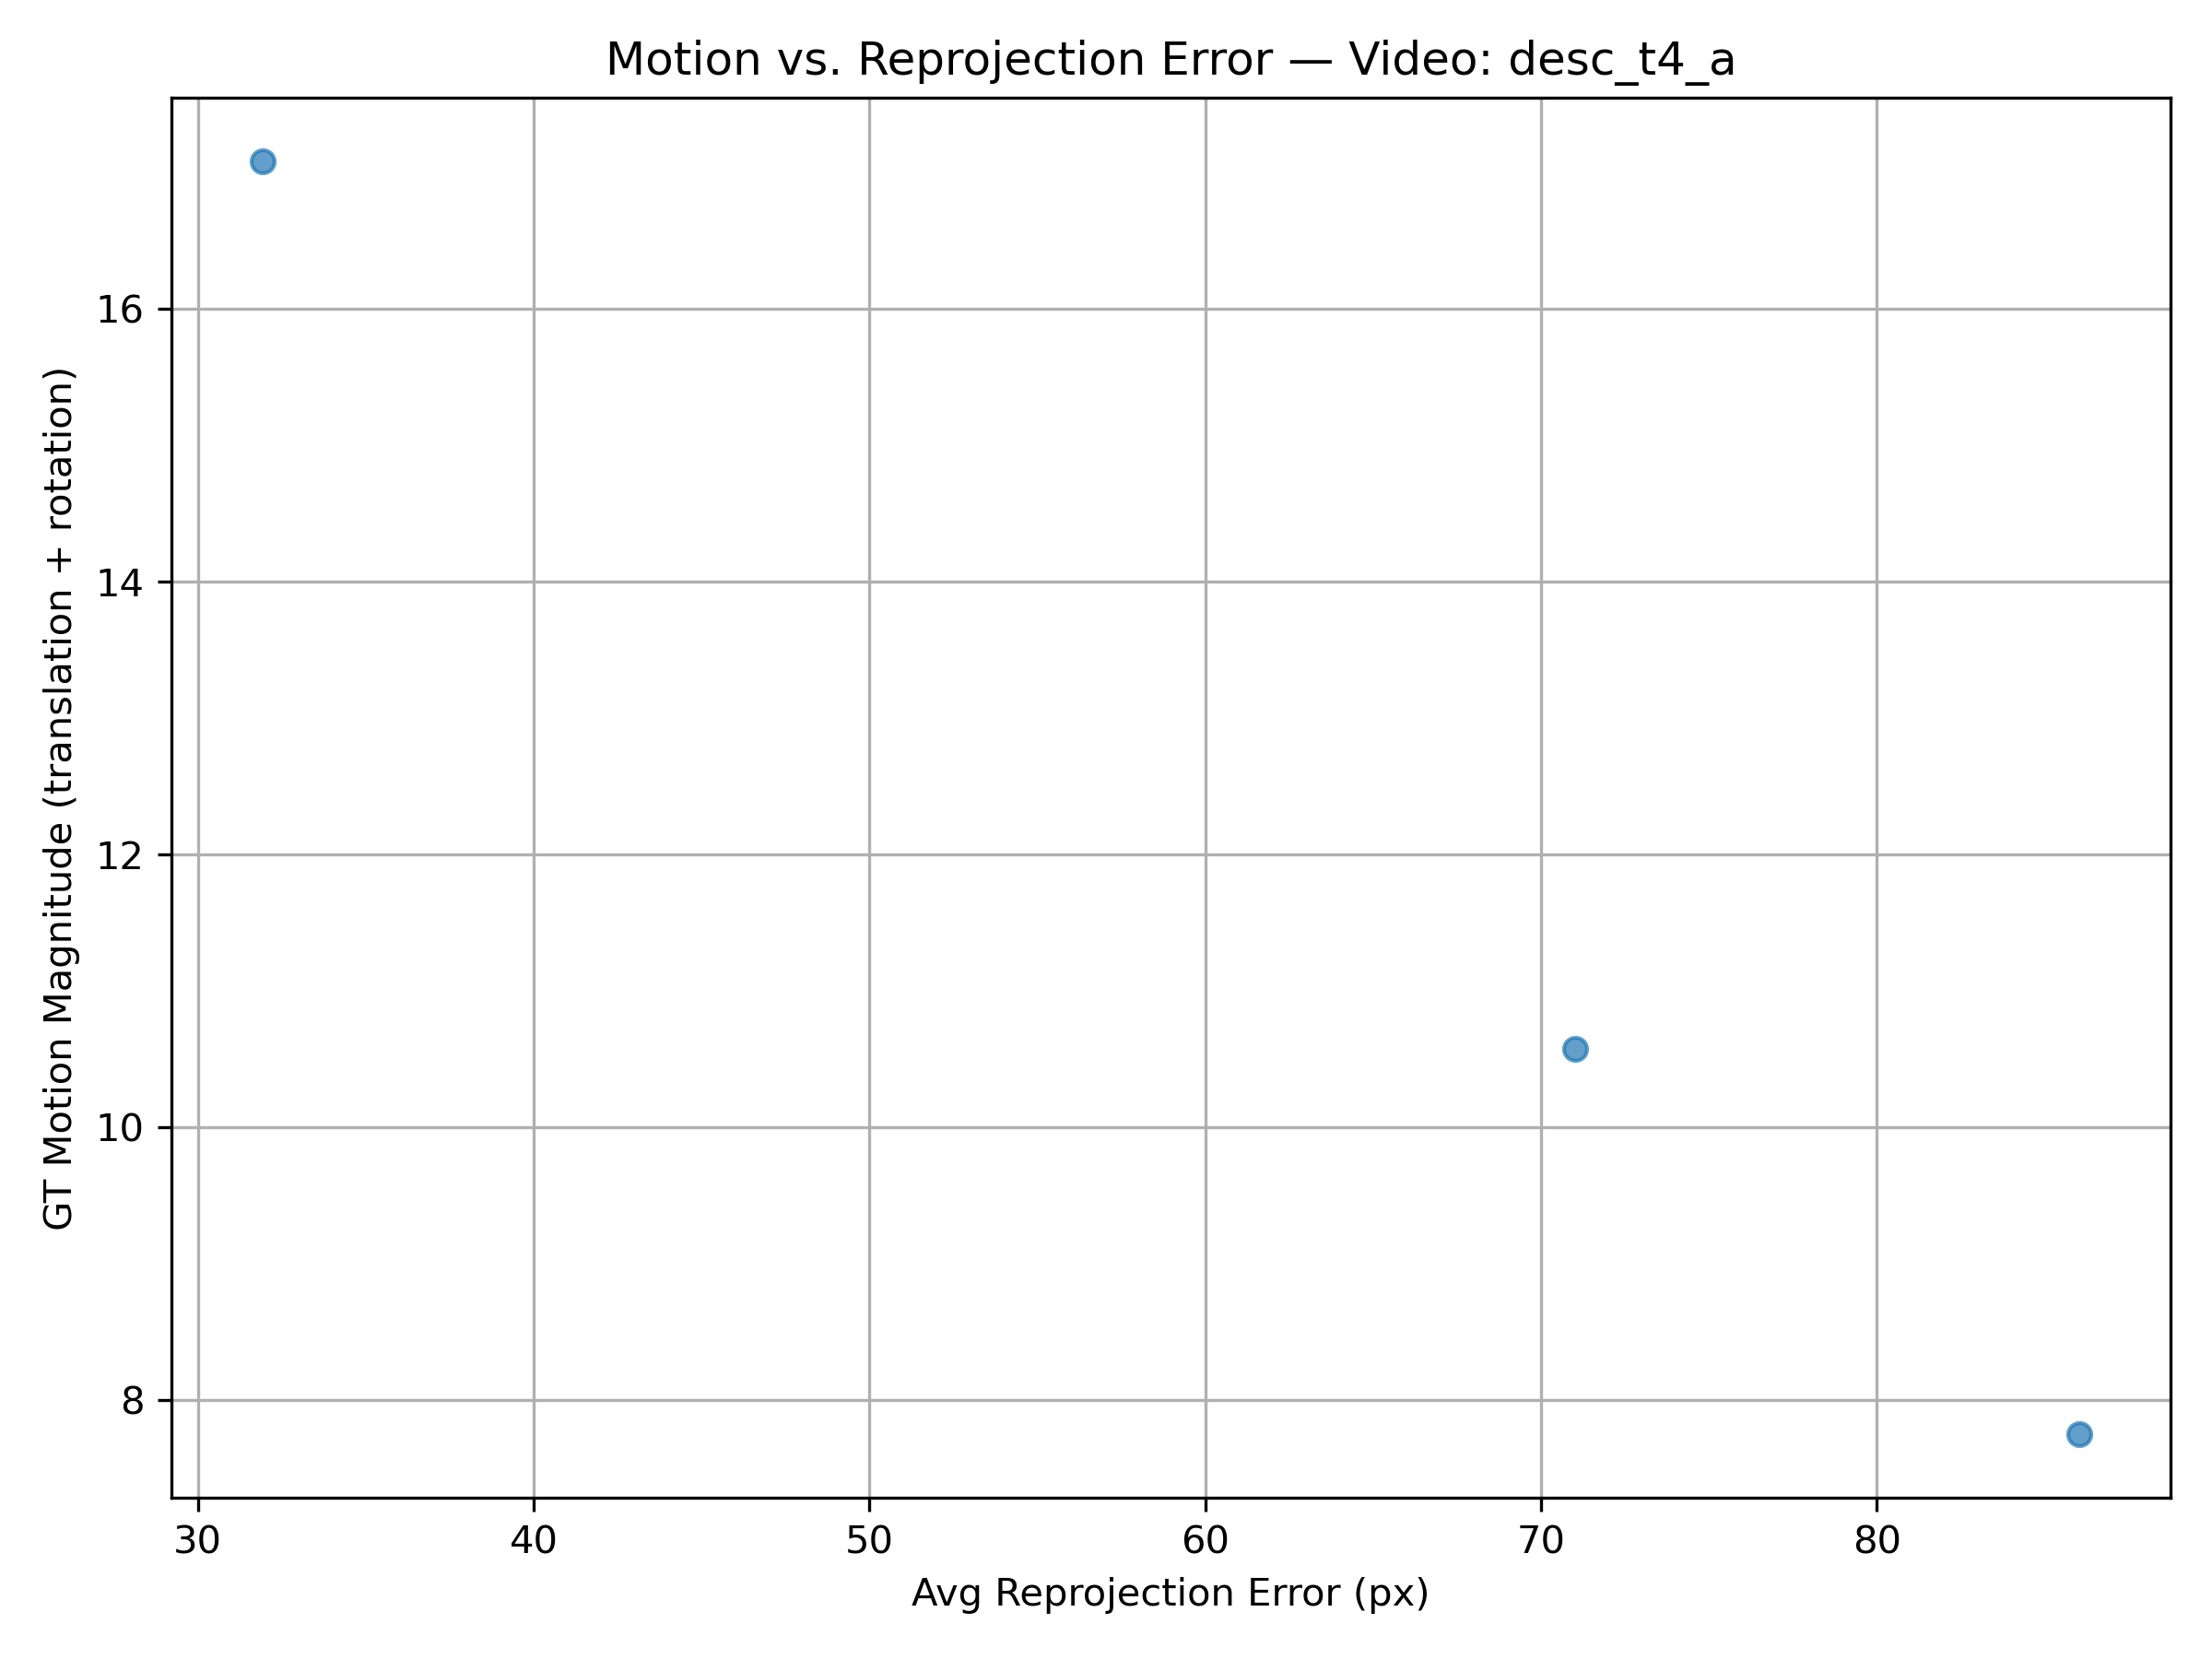 Motion vs. Reprojection Error — Video: desc_t4_a
GT Motion Magnitude (translation + rotation)
16
14
12
10
8
30 40 50 60 70 80
Avg Reprojection Error (px)